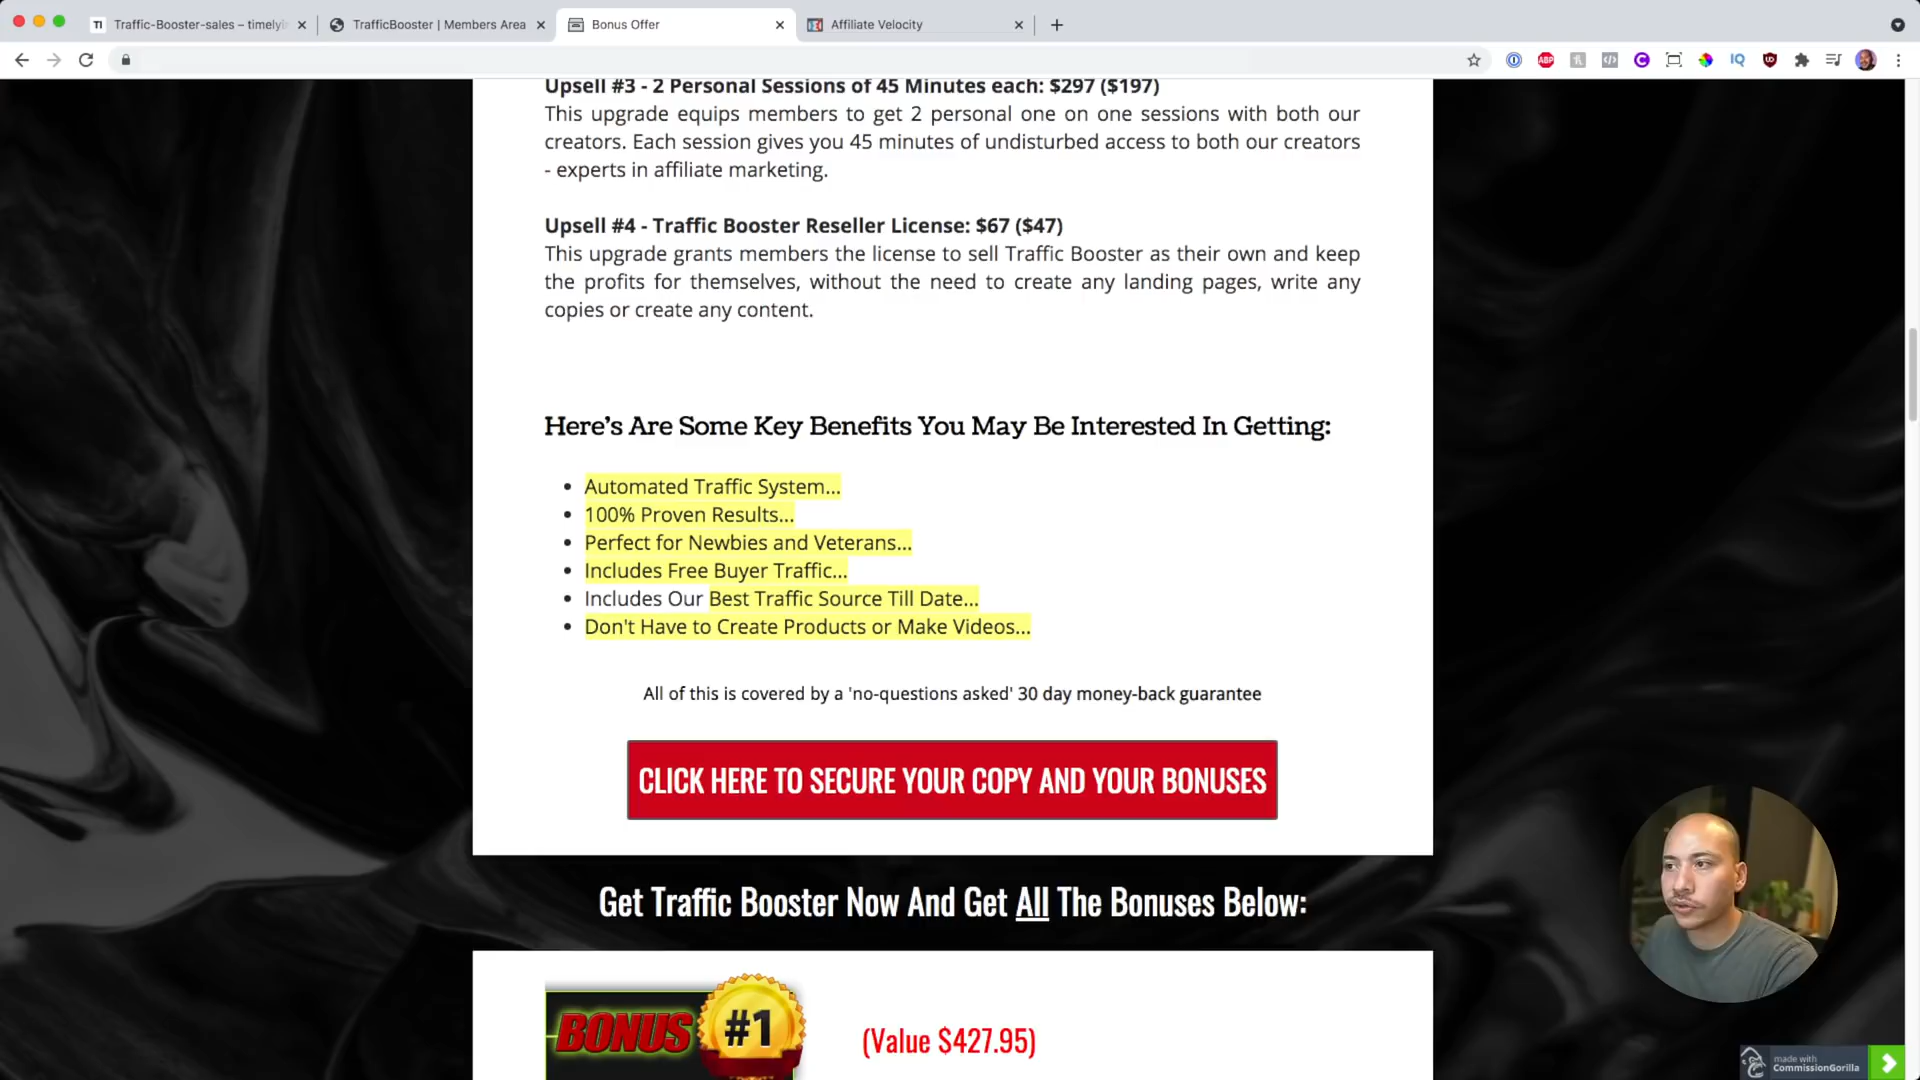 Traffic-Booster-sales – timelyi
TrafficBooster | Members Area
Bonus Offer
Affiliate Velocity
Upsell #3 - 2 Personal Sessions of 45 Minutes each: $297 ($197)
This upgrade equips members to get 2 personal one on one sessions with both our
creators. Each session gives you 45 minutes of undisturbed access to both our creators
- experts in affiliate marketing.
Upsell #4 - Traffic Booster Reseller License: $67 ($47)
This upgrade grants members the license to sell Traffic Booster as their own and keep
the profits for themselves, without the need to create any landing pages, write any
copies or create any content.
Here's Are Some Key Benefits You May Be Interested In Getting:
Automated Traffic System...
100% Proven Results...
Perfect for Newbies and Veterans...
Includes Free Buyer Traffic...
Includes Our Best Traffic Source Till Date...
Don't Have to Create Products or Make Videos...
All of this is covered by a 'no-questions asked' 30 day money-back guarantee
CLICK HERE TO SECURE YOUR COPY AND YOUR BONUSES
Get Traffic Booster Now And Get All The Bonuses Below:
BONUS #1
(Value $427.95)
made with
CommissionGorilla